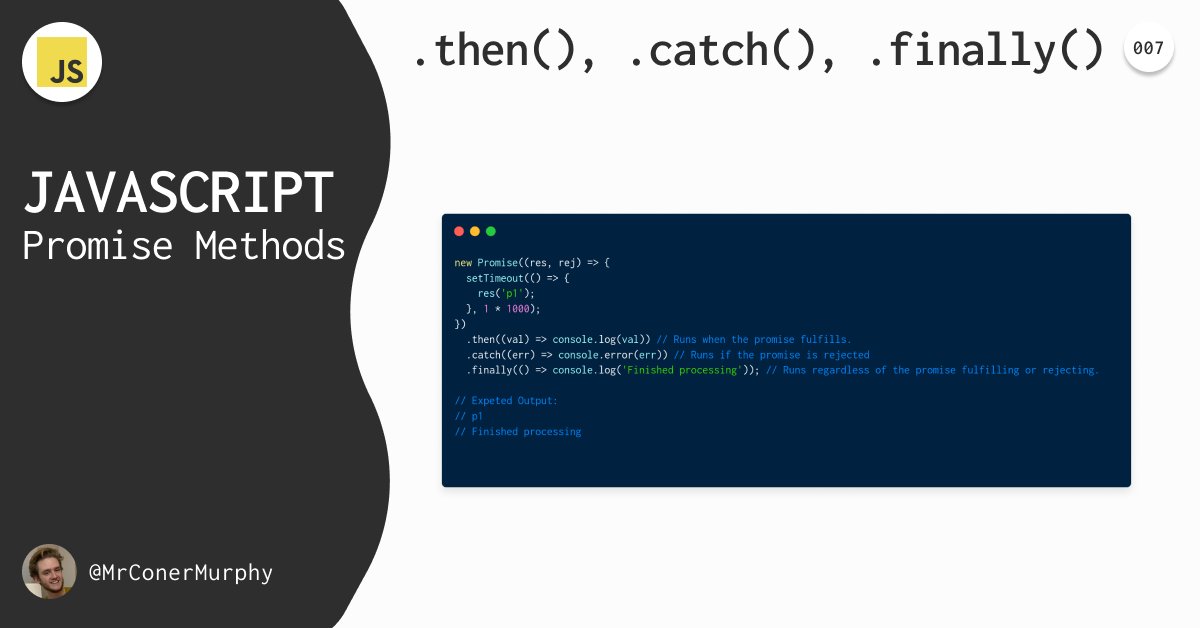 JS
.then(), .catch(), .finally()
007
JAVASCRIPT
Promise Methods
new Promise((res, rej) => {
  setTimeout(() => {
    res('p1');
  }, 1 * 1000);
})
  .then((val) => console.log(val)) // Runs when the promise fulfills.
  .catch((err) => console.error(err)) // Runs if the promise is rejected
  .finally(() => console.log('Finished processing')); // Runs regardless of the promise fulfilling or rejecting.

// Expeted Output:
// p1
// Finished processing
@MrConerMurphy